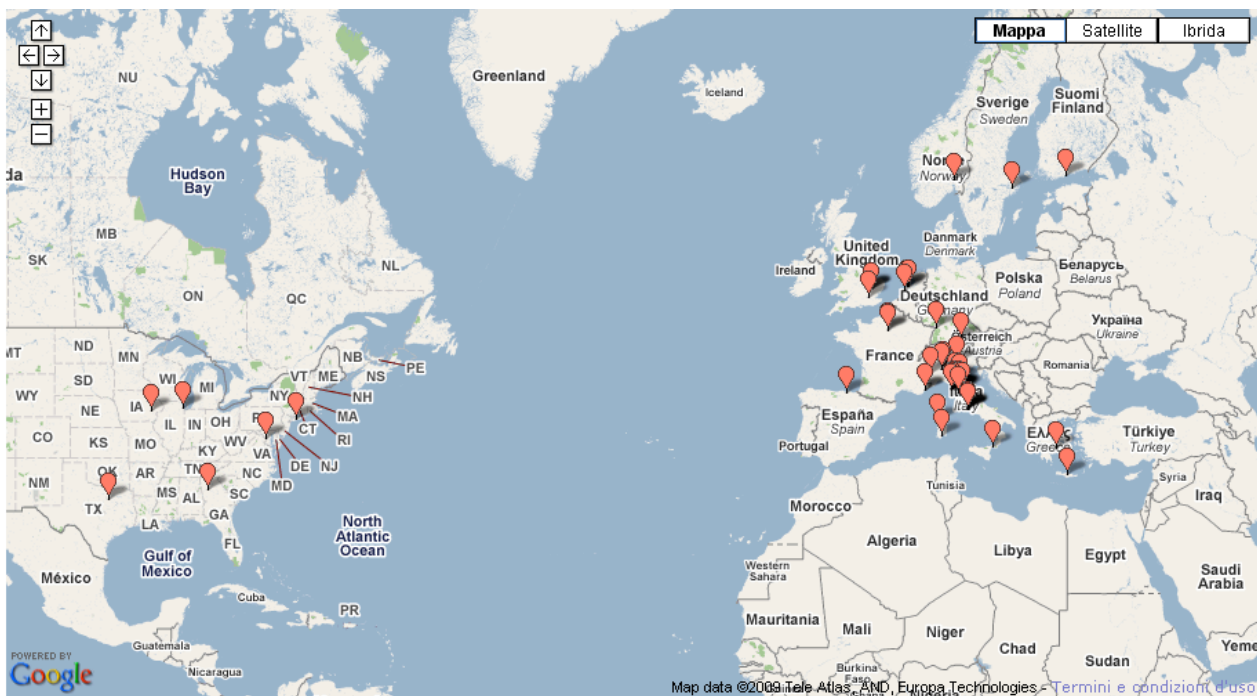 Mappa
Satellite
Ibrida
NU
Greenland
Iceland
Sverige
Sweden
Suomi
Finland
Norway
Hudson
Bay
MB
SK
ON
QC
NL
United
Kingdom
Ireland
Danmark
Denmark
Беларусь
Belarus
Polska
Poland
Deutschland
Germany
Україна
Ukraine
Österreich
Austria
France
Romania
Italy
España
Spain
Portugal
Greece
Türkiye
Turkey
MT
ND
MN
SD
WI
MI
WY
NE
IA
IL
IN
OH
NY
VT
ME
NB
PE
NS
NH
MA
CT
RI
NJ
DE
MD
CO
KS
MO
WV
VA
KY
NM
OK
AR
TN
NC
TX
MS
AL
SC
GA
LA
FL
North
Atlantic
Ocean
Gulf of
Mexico
México
Cuba
PR
Guatemala
Nicaragua
Tunisia
Syria
Iraq
Morocco
Algeria
Libya
Egypt
Saudi
Arabia
Western
Sahara
Mauritania
Mali
Niger
Chad
Sudan
Burkina
Faso
POWERED BY
Google
Map data ©2009 Tele Atlas, AND, Europa Technologies - Termini e condizioni d'uso